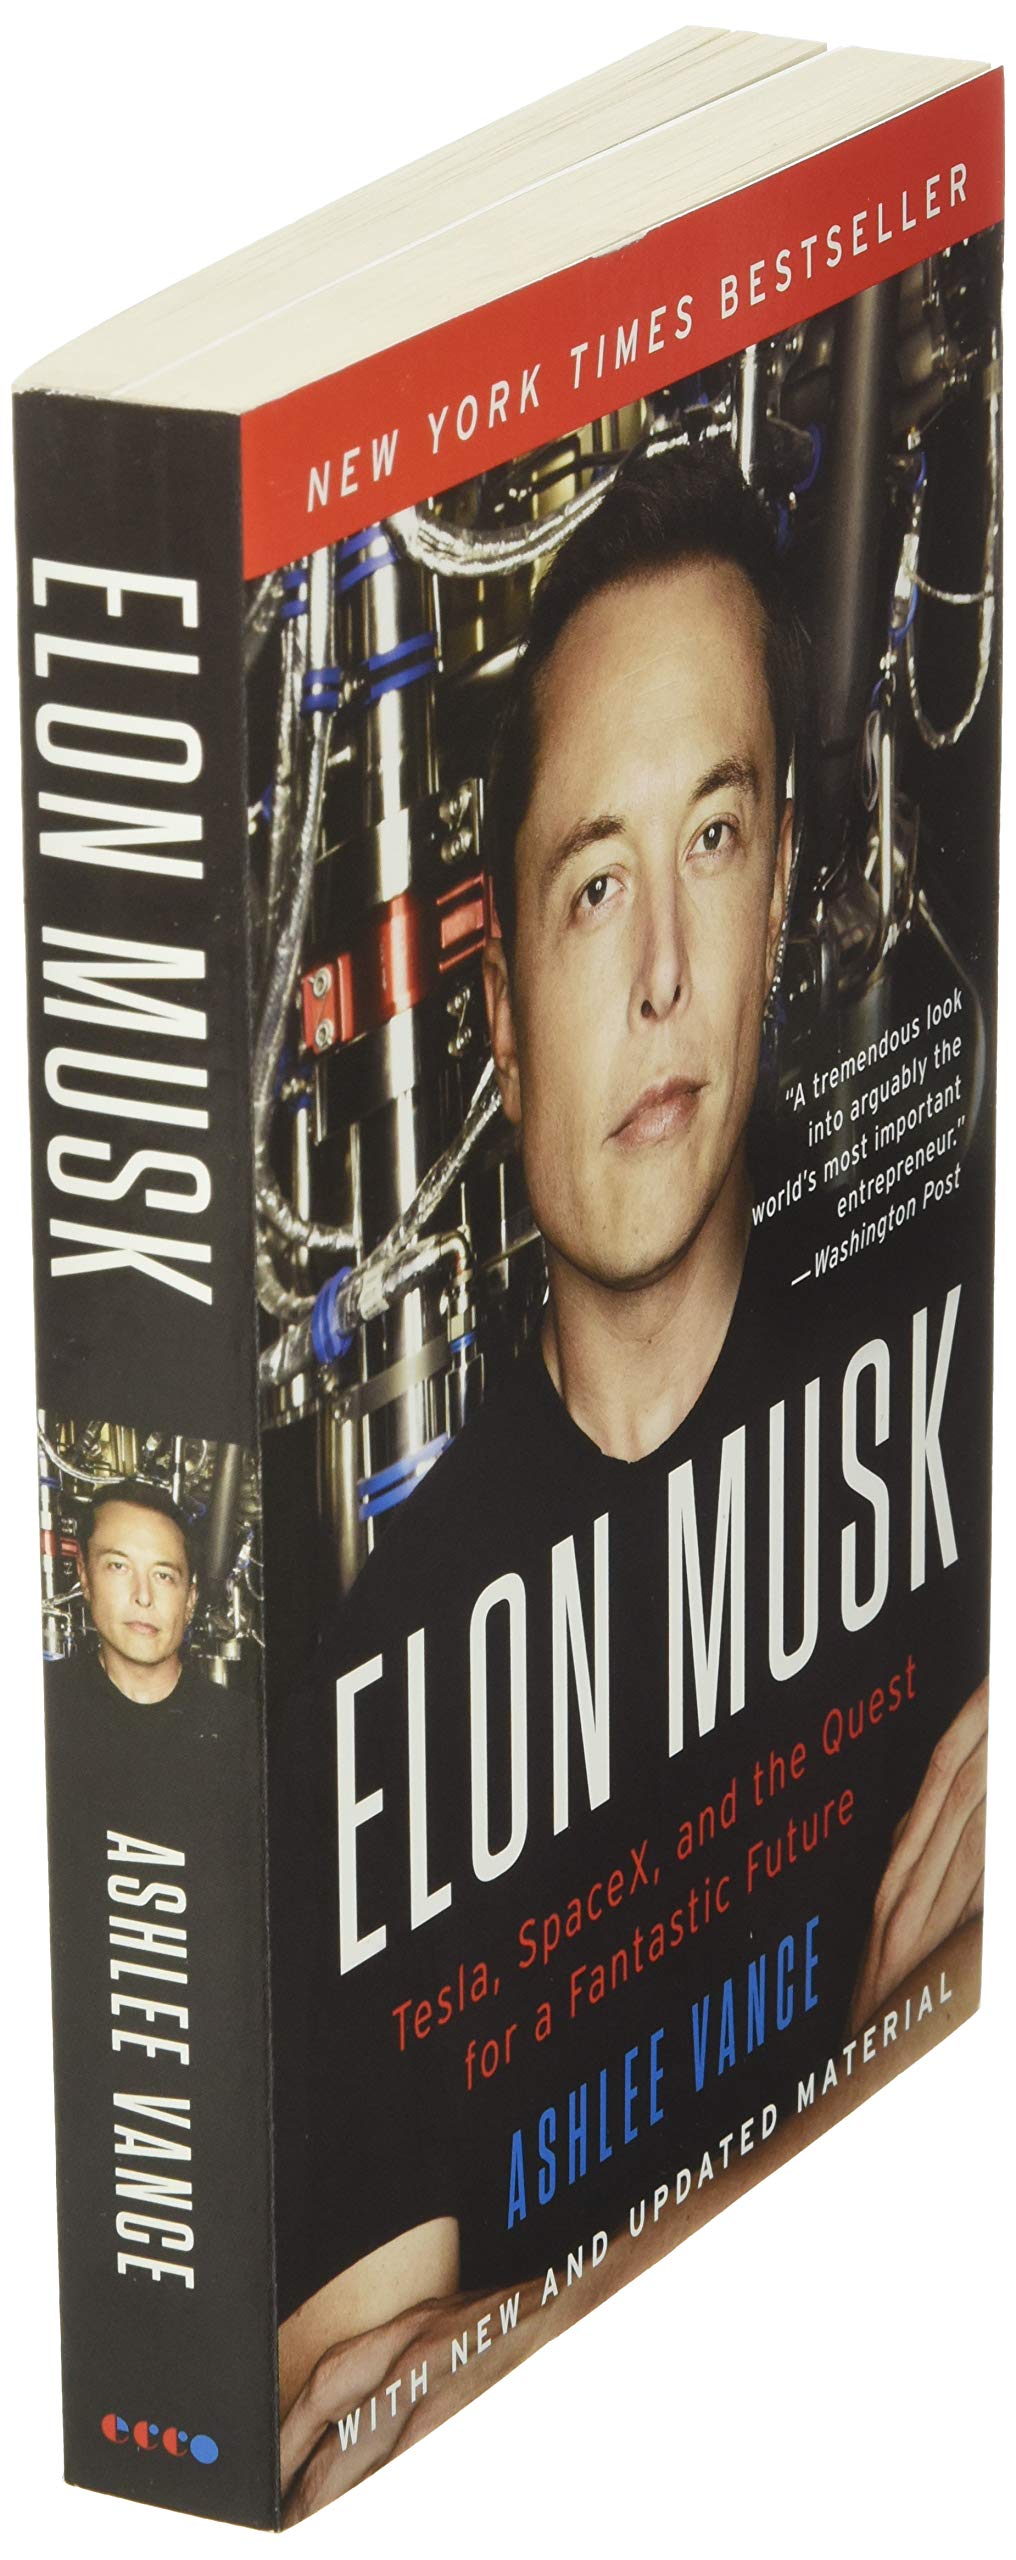 NEW YORK TIMES BESTSELLER
"A tremendous look
into arguably the
world's most important
entrepreneur."
—Washington Post
ELON MUSK
Tesla, SpaceX, and the Quest
for a Fantastic Future
ASHLEE VANCE
WITH NEW AND UPDATED MATERIAL
ELON MUSK
ASHLEE VANCE
ecco